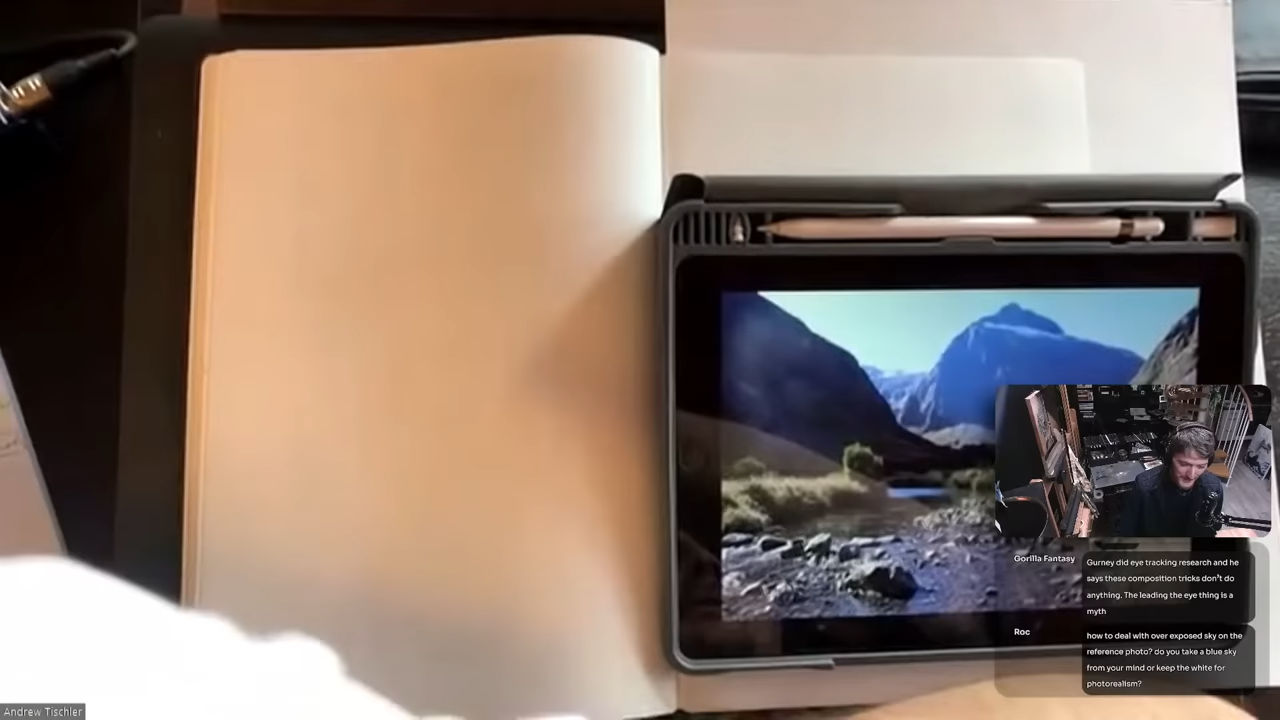 Gorilla Fantasy
Gurney did eye tracking research and he
says these composition tricks don't do
anything. The leading the eye thing is a
myth
Roc
how to deal with over exposed sky on the
reference photo? do you take a blue sky
from your mind or keep the white for
photorealism?
Andrew Tischler